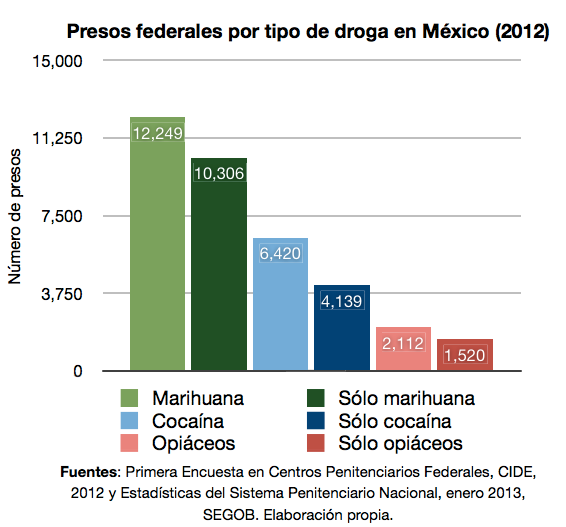 Presos federales por tipo de droga en México (2012)
15,000
11,250
7,500
3,750
0
Número de presos
12,249
10,306
6,420
4,139
2,112
1,520
Marihuana
Sólo marihuana
Cocaína
Sólo cocaína
Opiáceos
Sólo opiáceos
Fuentes: Primera Encuesta en Centros Penitenciarios Federales, CIDE,
2012 y Estadísticas del Sistema Penitenciario Nacional, enero 2013,
SEGOB. Elaboración propia.